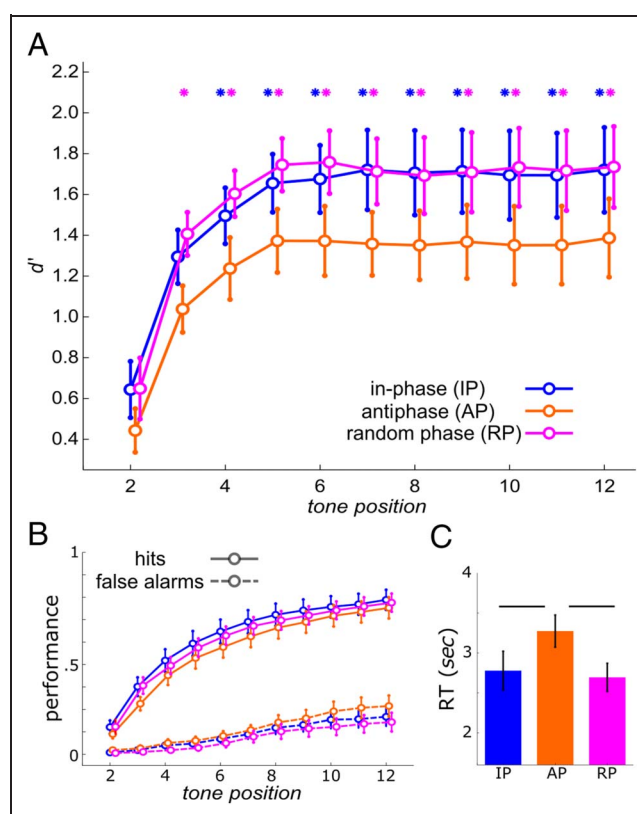 A
2.2
2.0
1.8
1.6
1.4
1.2
1.0
0.8
0.6
0.4
d'
* ** ** ** ** ** ** ** ** **
in-phase (IP)
antiphase (AP)
random phase (RP)
2 4 6 8 10 12
tone position
B
hits
false alarms
1
.5
0
performance
2 4 6 8 10 12
tone position
C
4
3
2
RT (sec)
IP AP RP